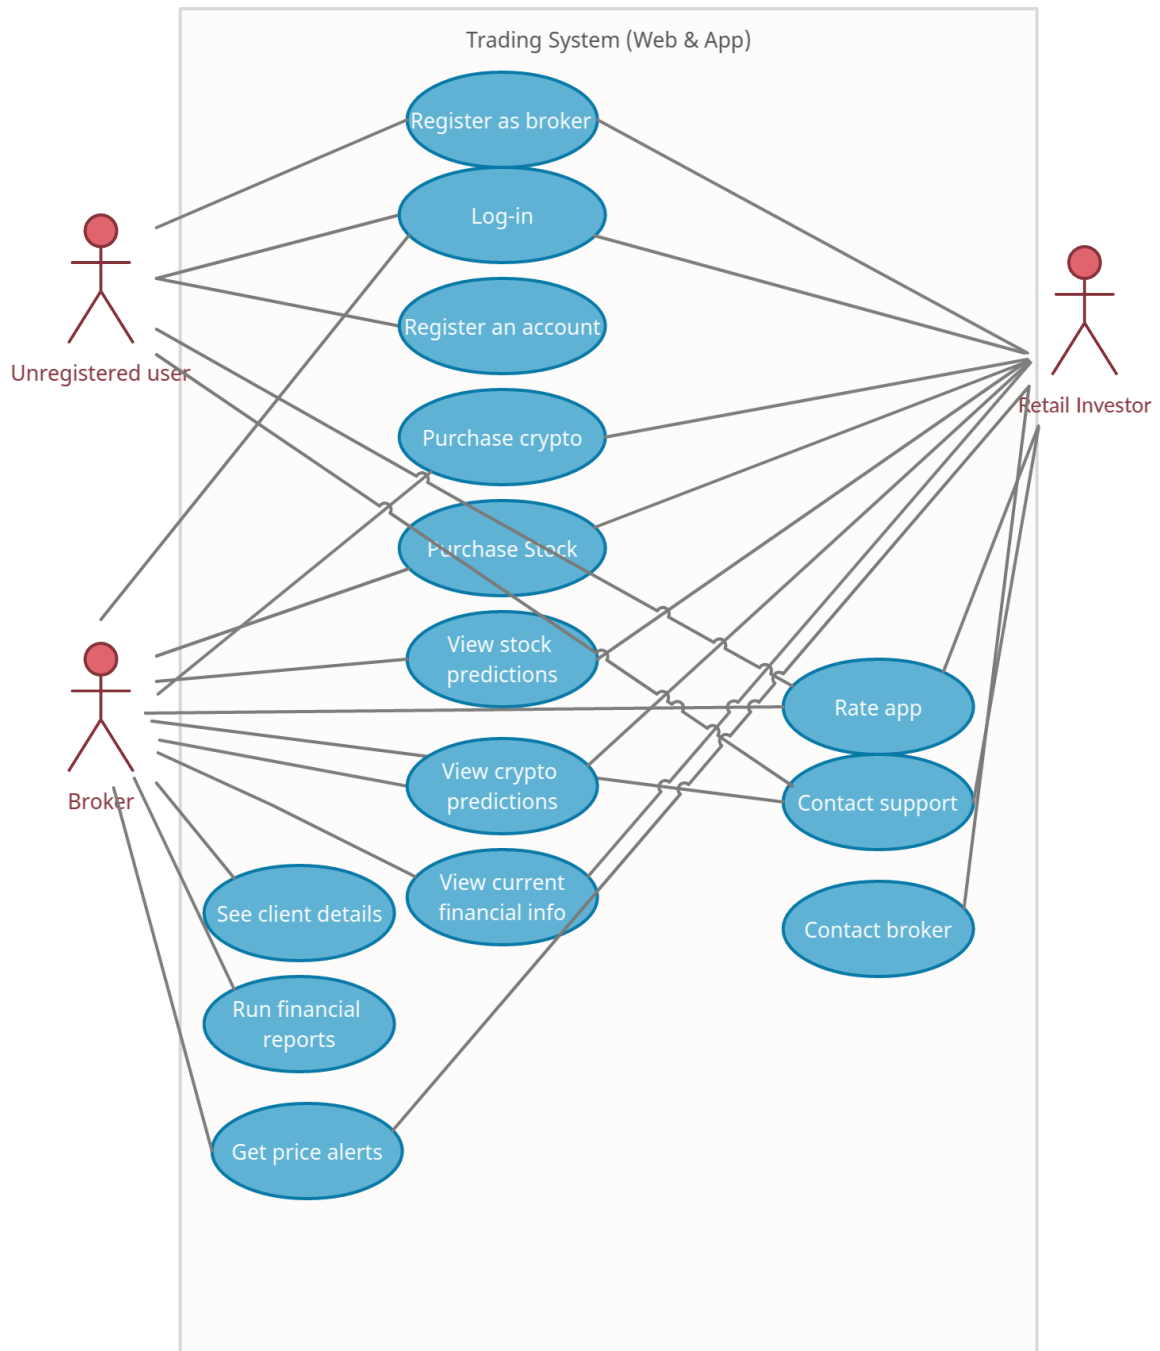 Trading System (Web & App)
Register as broker
Log-in
Register an account
Unregistered user
Retail Investor
Purchase crypto
Purchase Stock
View stock
predictions
Rate app
View crypto
predictions
Contact support
Broker
View current
financial info
See client details
Contact broker
Run financial
reports
Get price alerts